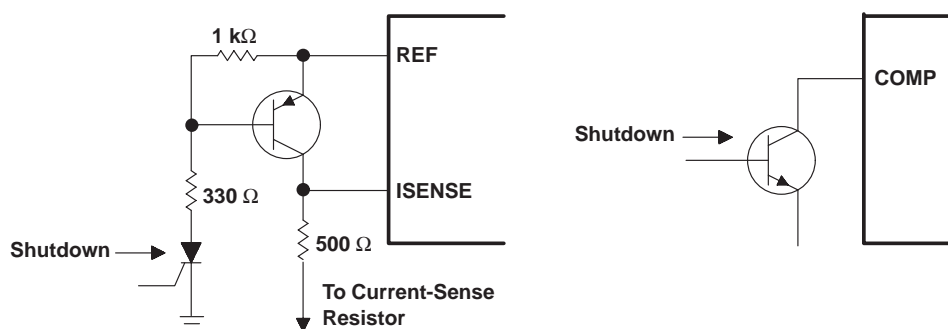 1 kΩ
REF
Shutdown
COMP
330 Ω
ISENSE
Shutdown
500 Ω
To Current-Sense
Resistor